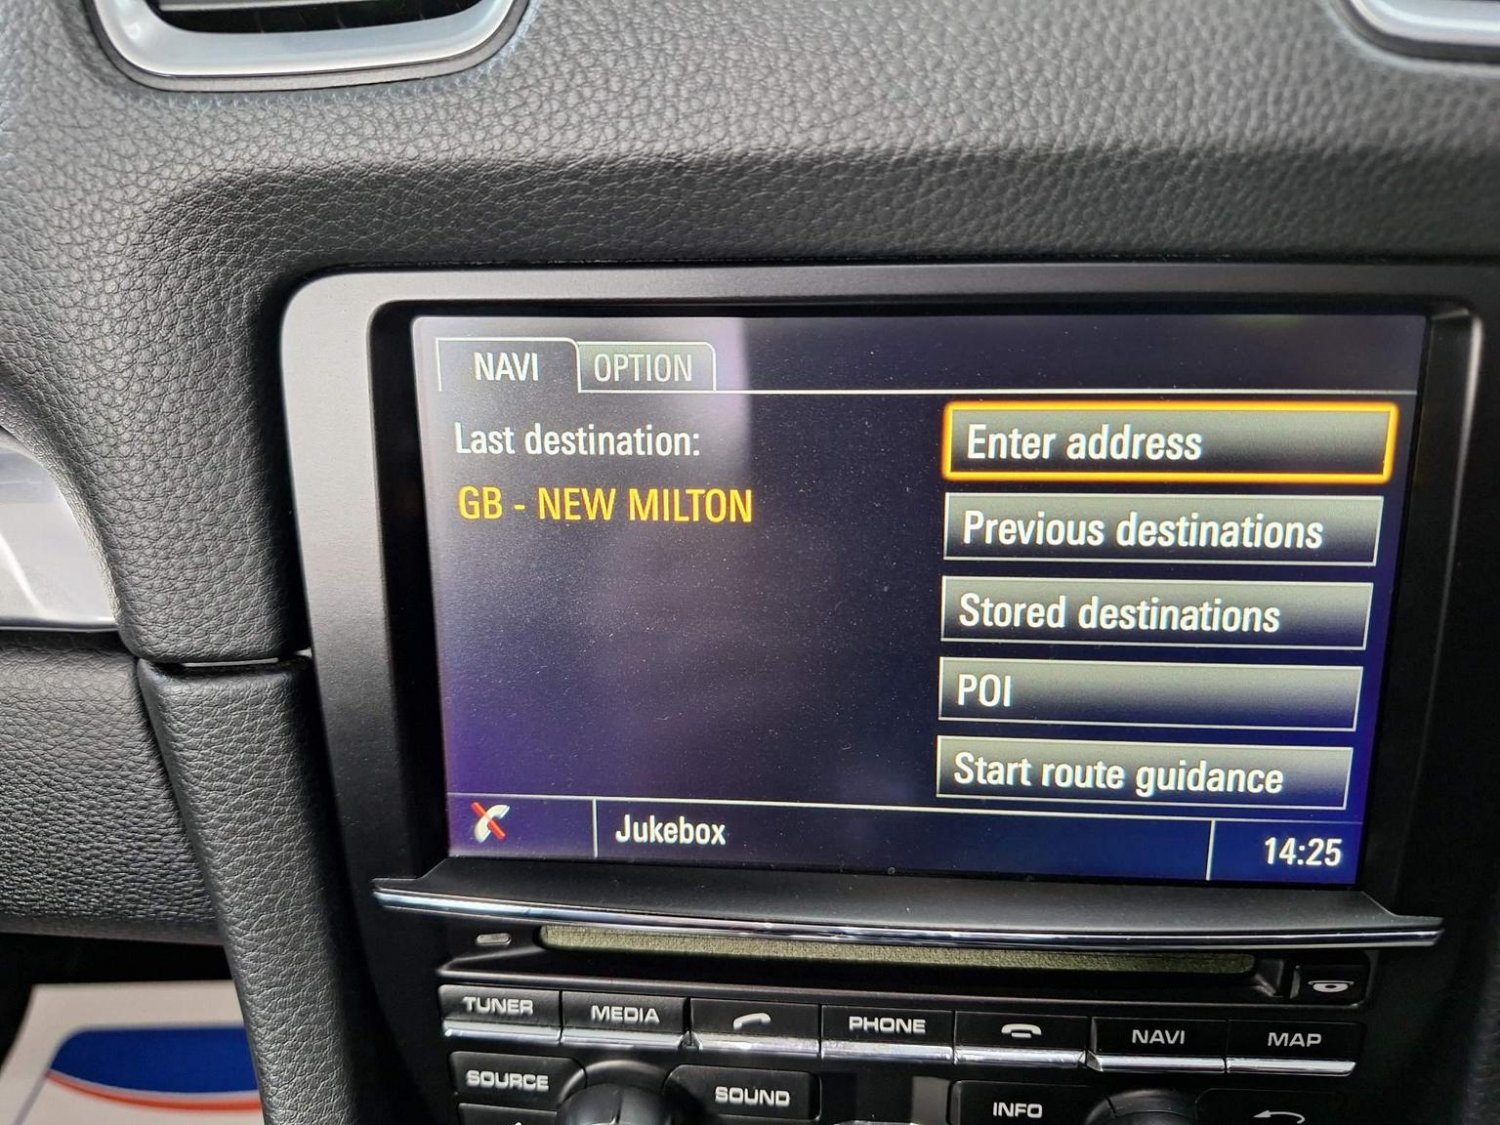 NAVI OPTION
Last destination:
GB - NEW MILTON
Enter address
Previous destinations
Stored destinations
POI
Start route guidance
Jukebox
14:25
TUNER MEDIA PHONE NAVI MAP
SOURCE SOUND INFO